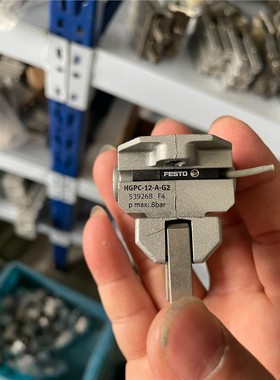 FESTO
HGPC-12-A-G2
539268 F4
p max: 8bar